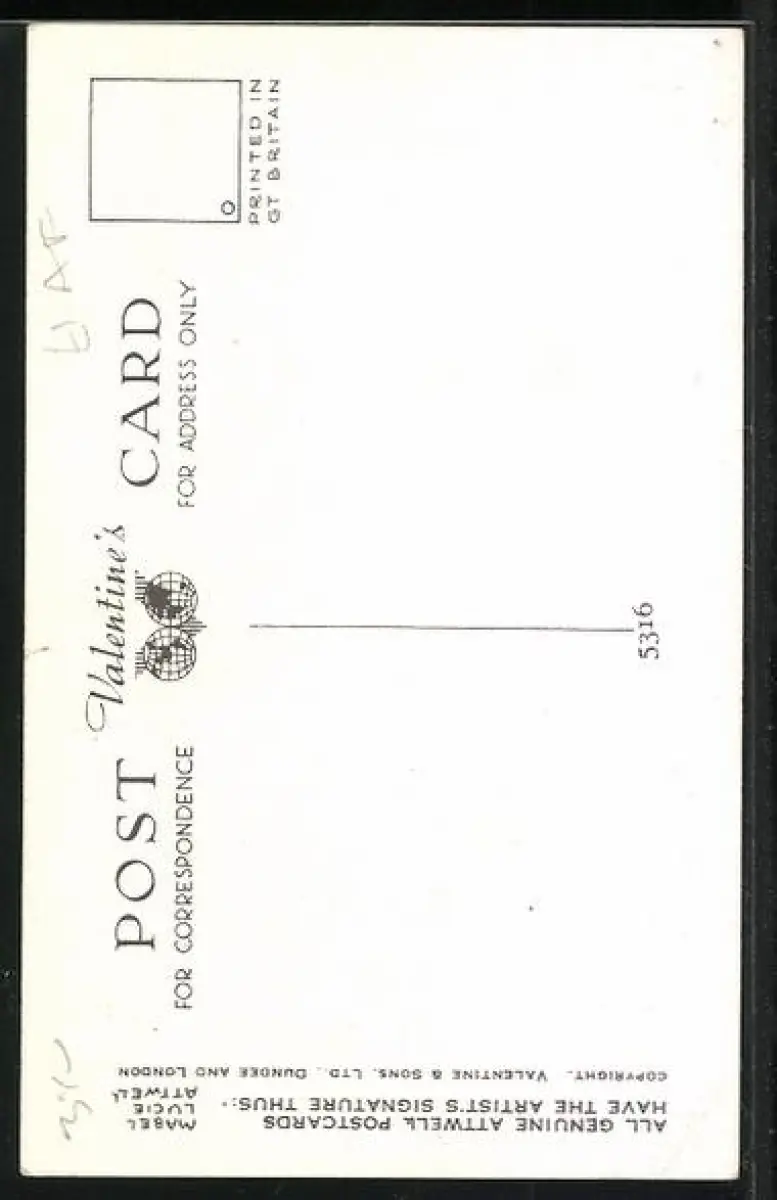 Valentine's
POST CARD
FOR CORRESPONDENCE
FOR ADDRESS ONLY
PRINTED IN
GT BRITAIN
5316
ALL GENUINE ATTWELL POSTCARDS
HAVE THE ARTIST'S SIGNATURE THUS:-
MABEL
LUCIE
ATTWELL
COPYRIGHT. VALENTINE & SONS. LTD., DUNDEE AND LONDON